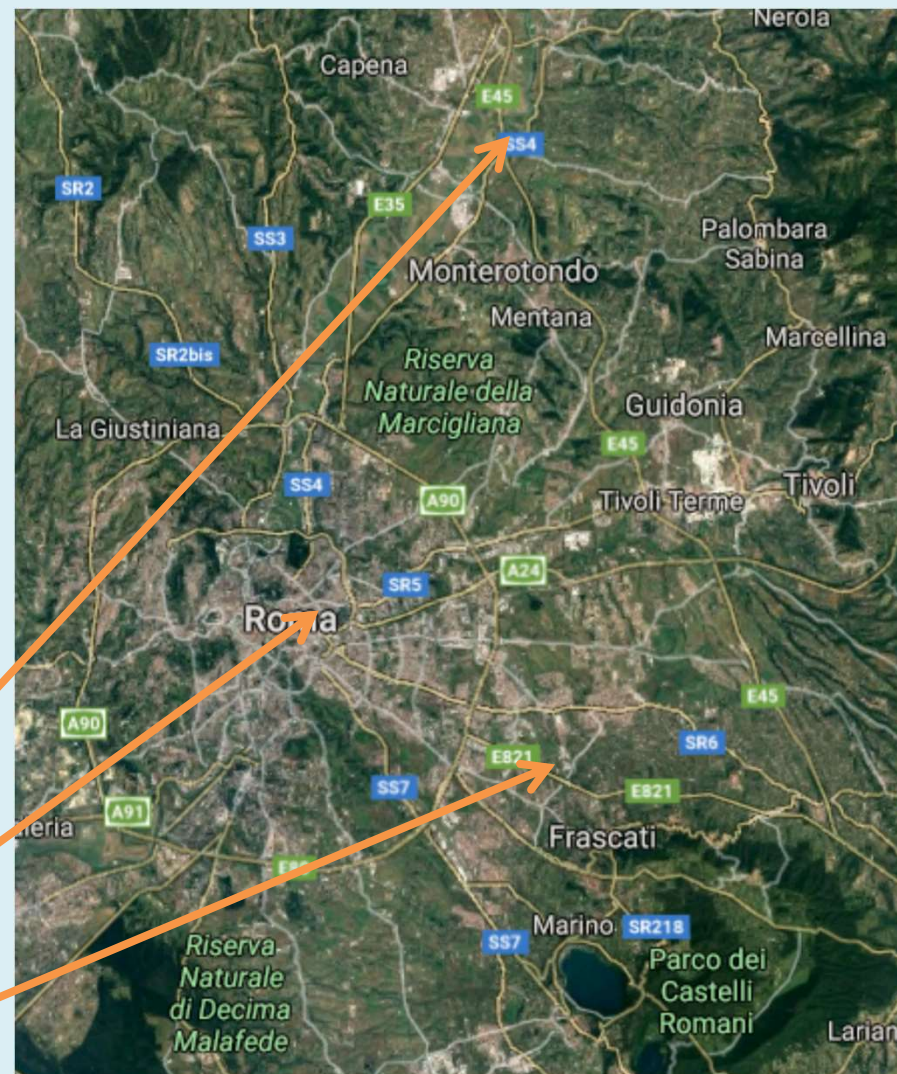 Nerola
Capena
E45
SS4
SR2
E35
SS3
Palombara
Sabina
Monterotondo
Mentana
Marcellina
SR2bis
Riserva
Naturale della
Marcigliana
Guidonia
La Giustiniana
E45
SS4
A90
Tivoli Terme
Tivoli
A24
SR5
Roma
E45
A90
SR6
E821
SS7
E821
A91
Frascati
Marino
SR218
SS7
Riserva
Naturale
di Decima
Malafede
Parco dei
Castelli
Romani